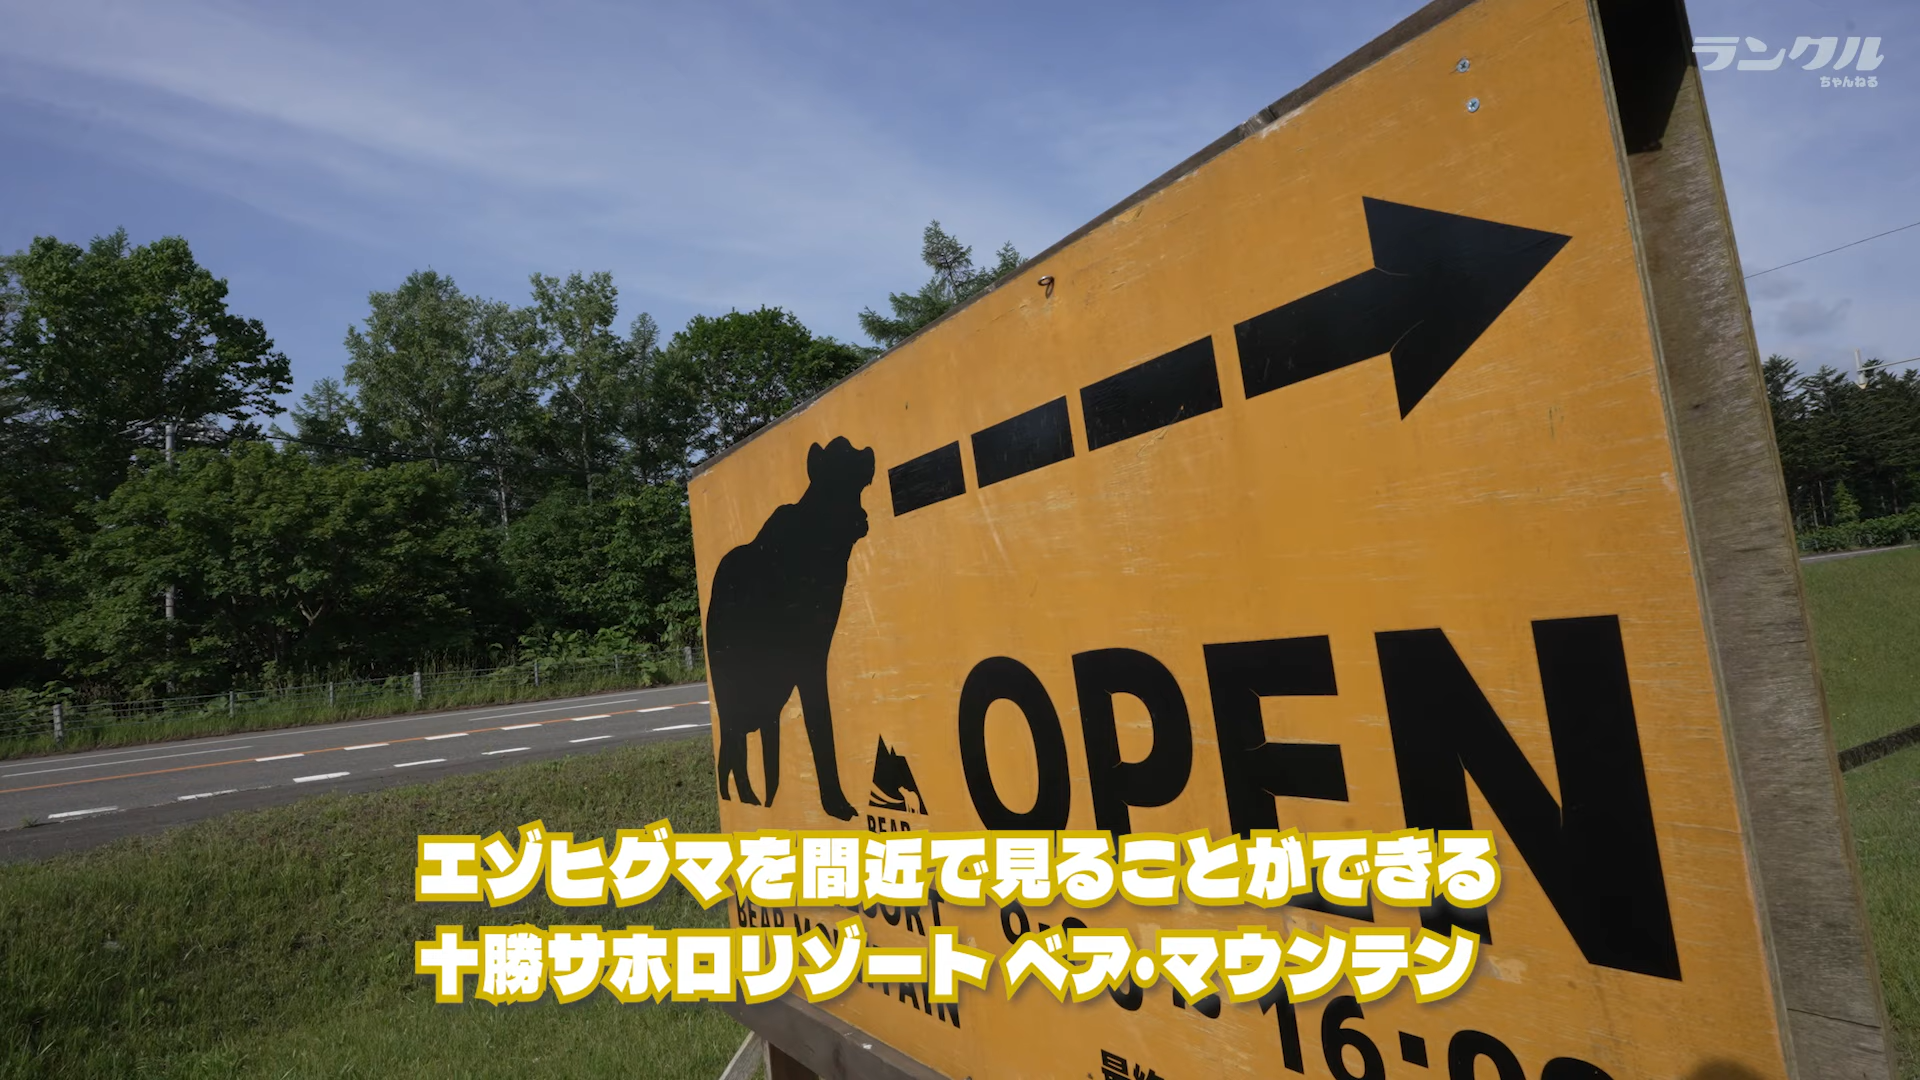 ランクル
ちゃんねる
OPEN
BEAR
エゾヒグマを間近で見ることができる
十勝サホロリゾート ベア・マウンテン